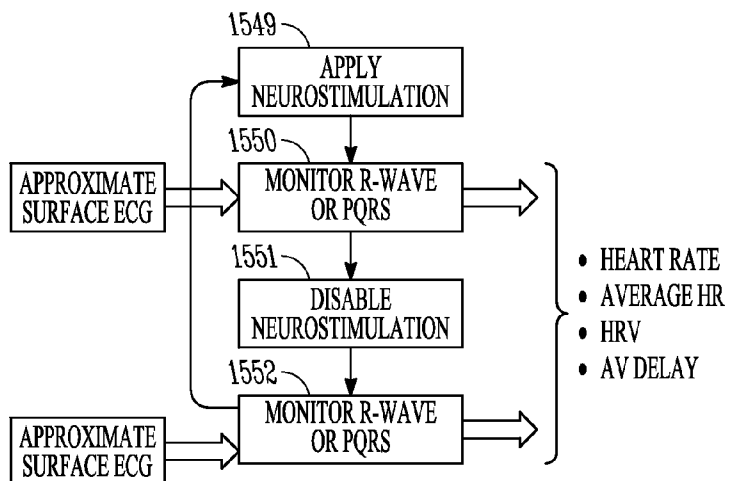 1549
APPLY
NEUROSTIMULATION
1550
APPROXIMATE
SURFACE ECG
MONITOR R-WAVE
OR PQRS
1551
DISABLE
NEUROSTIMULATION
• HEART RATE
• AVERAGE HR
• HRV
• AV DELAY
1552
MONITOR R-WAVE
OR PQRS
APPROXIMATE
SURFACE ECG